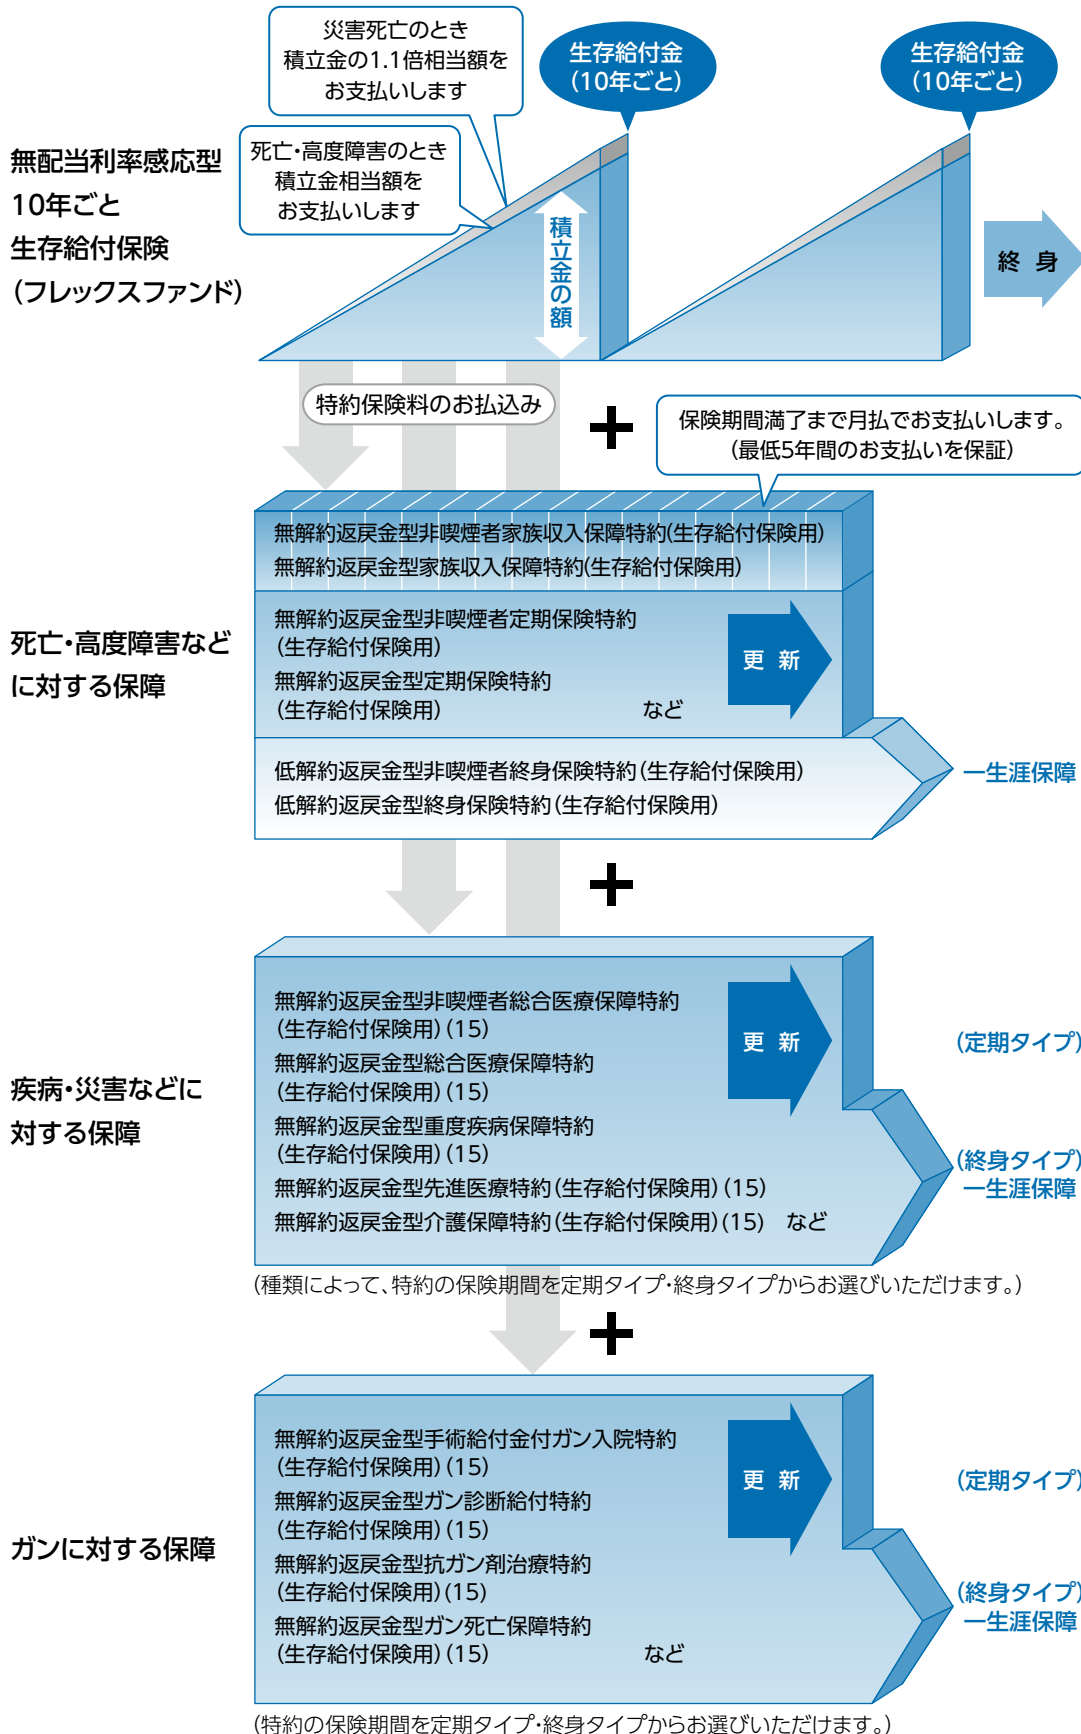 災害死亡のとき
積立金の1.1倍相当額を
お支払いします
生存給付金
(10年ごと)
生存給付金
(10年ごと)
死亡・高度障害のとき
積立金相当額を
お支払いします
無配当利率感応型
10年ごと
生存給付保険
(フレックスファンド)
積立金の額
終 身
特約保険料のお払込み
保険期間満了まで月払でお支払いします。
(最低5年間のお支払いを保証)
無解約返戻金型非喫煙者家族収入保障特約(生存給付保険用)
無解約返戻金型家族収入保障特約(生存給付保険用)
死亡・高度障害など
に対する保障
無解約返戻金型非喫煙者定期保険特約
(生存給付保険用)
無解約返戻金型定期保険特約
(生存給付保険用) など
更 新
低解約返戻金型非喫煙者終身保険特約(生存給付保険用)
低解約返戻金型終身保険特約(生存給付保険用)
一生涯保障
疾病・災害などに
対する保障
無解約返戻金型非喫煙者総合医療保障特約
(生存給付保険用)(15)
無解約返戻金型総合医療保障特約
(生存給付保険用)(15)
無解約返戻金型重度疾病保障特約
(生存給付保険用)(15)
無解約返戻金型先進医療特約(生存給付保険用)(15)
無解約返戻金型介護保障特約(生存給付保険用)(15) など
更 新
(定期タイプ)
(終身タイプ)
一生涯保障
(種類によって、特約の保険期間を定期タイプ・終身タイプからお選びいただけます。)
ガンに対する保障
無解約返戻金型手術給付金付ガン入院特約
(生存給付保険用)(15)
無解約返戻金型ガン診断給付特約
(生存給付保険用)(15)
無解約返戻金型抗ガン剤治療特約
(生存給付保険用)(15)
無解約返戻金型ガン死亡保障特約
(生存給付保険用)(15) など
更 新
(定期タイプ)
(終身タイプ)
一生涯保障
(特約の保険期間を定期タイプ・終身タイプからお選びいただけます。)